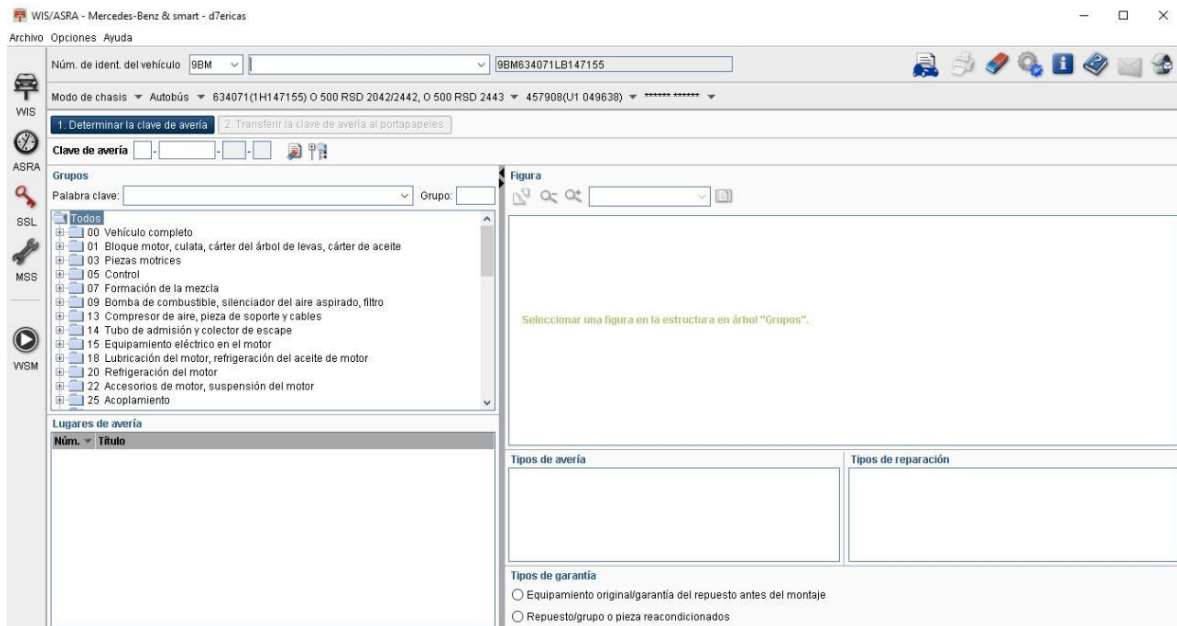 WIS/ASRA - Mercedes-Benz & smart - d7ericas
Archivo Opciones Ayuda
Núm. de ident. del vehículo 9BM 9BM634071LB147155
Modo de chasis Autobús 634071(1H147155) O 500 RSD 2042/2442, O 500 RSD 2443 457908(U1 049638) ****** ******
WIS
ASRA
SSL
MSS
WSM
1. Determinar la clave de avería 2. Transferir la clave de avería al portapapeles
Clave de avería - - -
Grupos
Palabra clave: Grupo:
Todos
00 Vehículo completo
01 Bloque motor, culata, cárter del árbol de levas, cárter de aceite
03 Piezas motrices
05 Control
07 Formación de la mezcla
09 Bomba de combustible, silenciador del aire aspirado, filtro
13 Compresor de aire, pieza de soporte y cables
14 Tubo de admisión y colector de escape
15 Equipamiento eléctrico en el motor
18 Lubricación del motor, refrigeración del aceite de motor
20 Refrigeración del motor
22 Accesorios de motor, suspensión del motor
25 Acoplamiento
Lugares de avería
Núm. Título
Figura
Seleccionar una figura en la estructura en árbol "Grupos".
Tipos de avería
Tipos de reparación
Tipos de garantía
Equipamiento original/garantía del repuesto antes del montaje
Repuesto/grupo o pieza reacondicionados